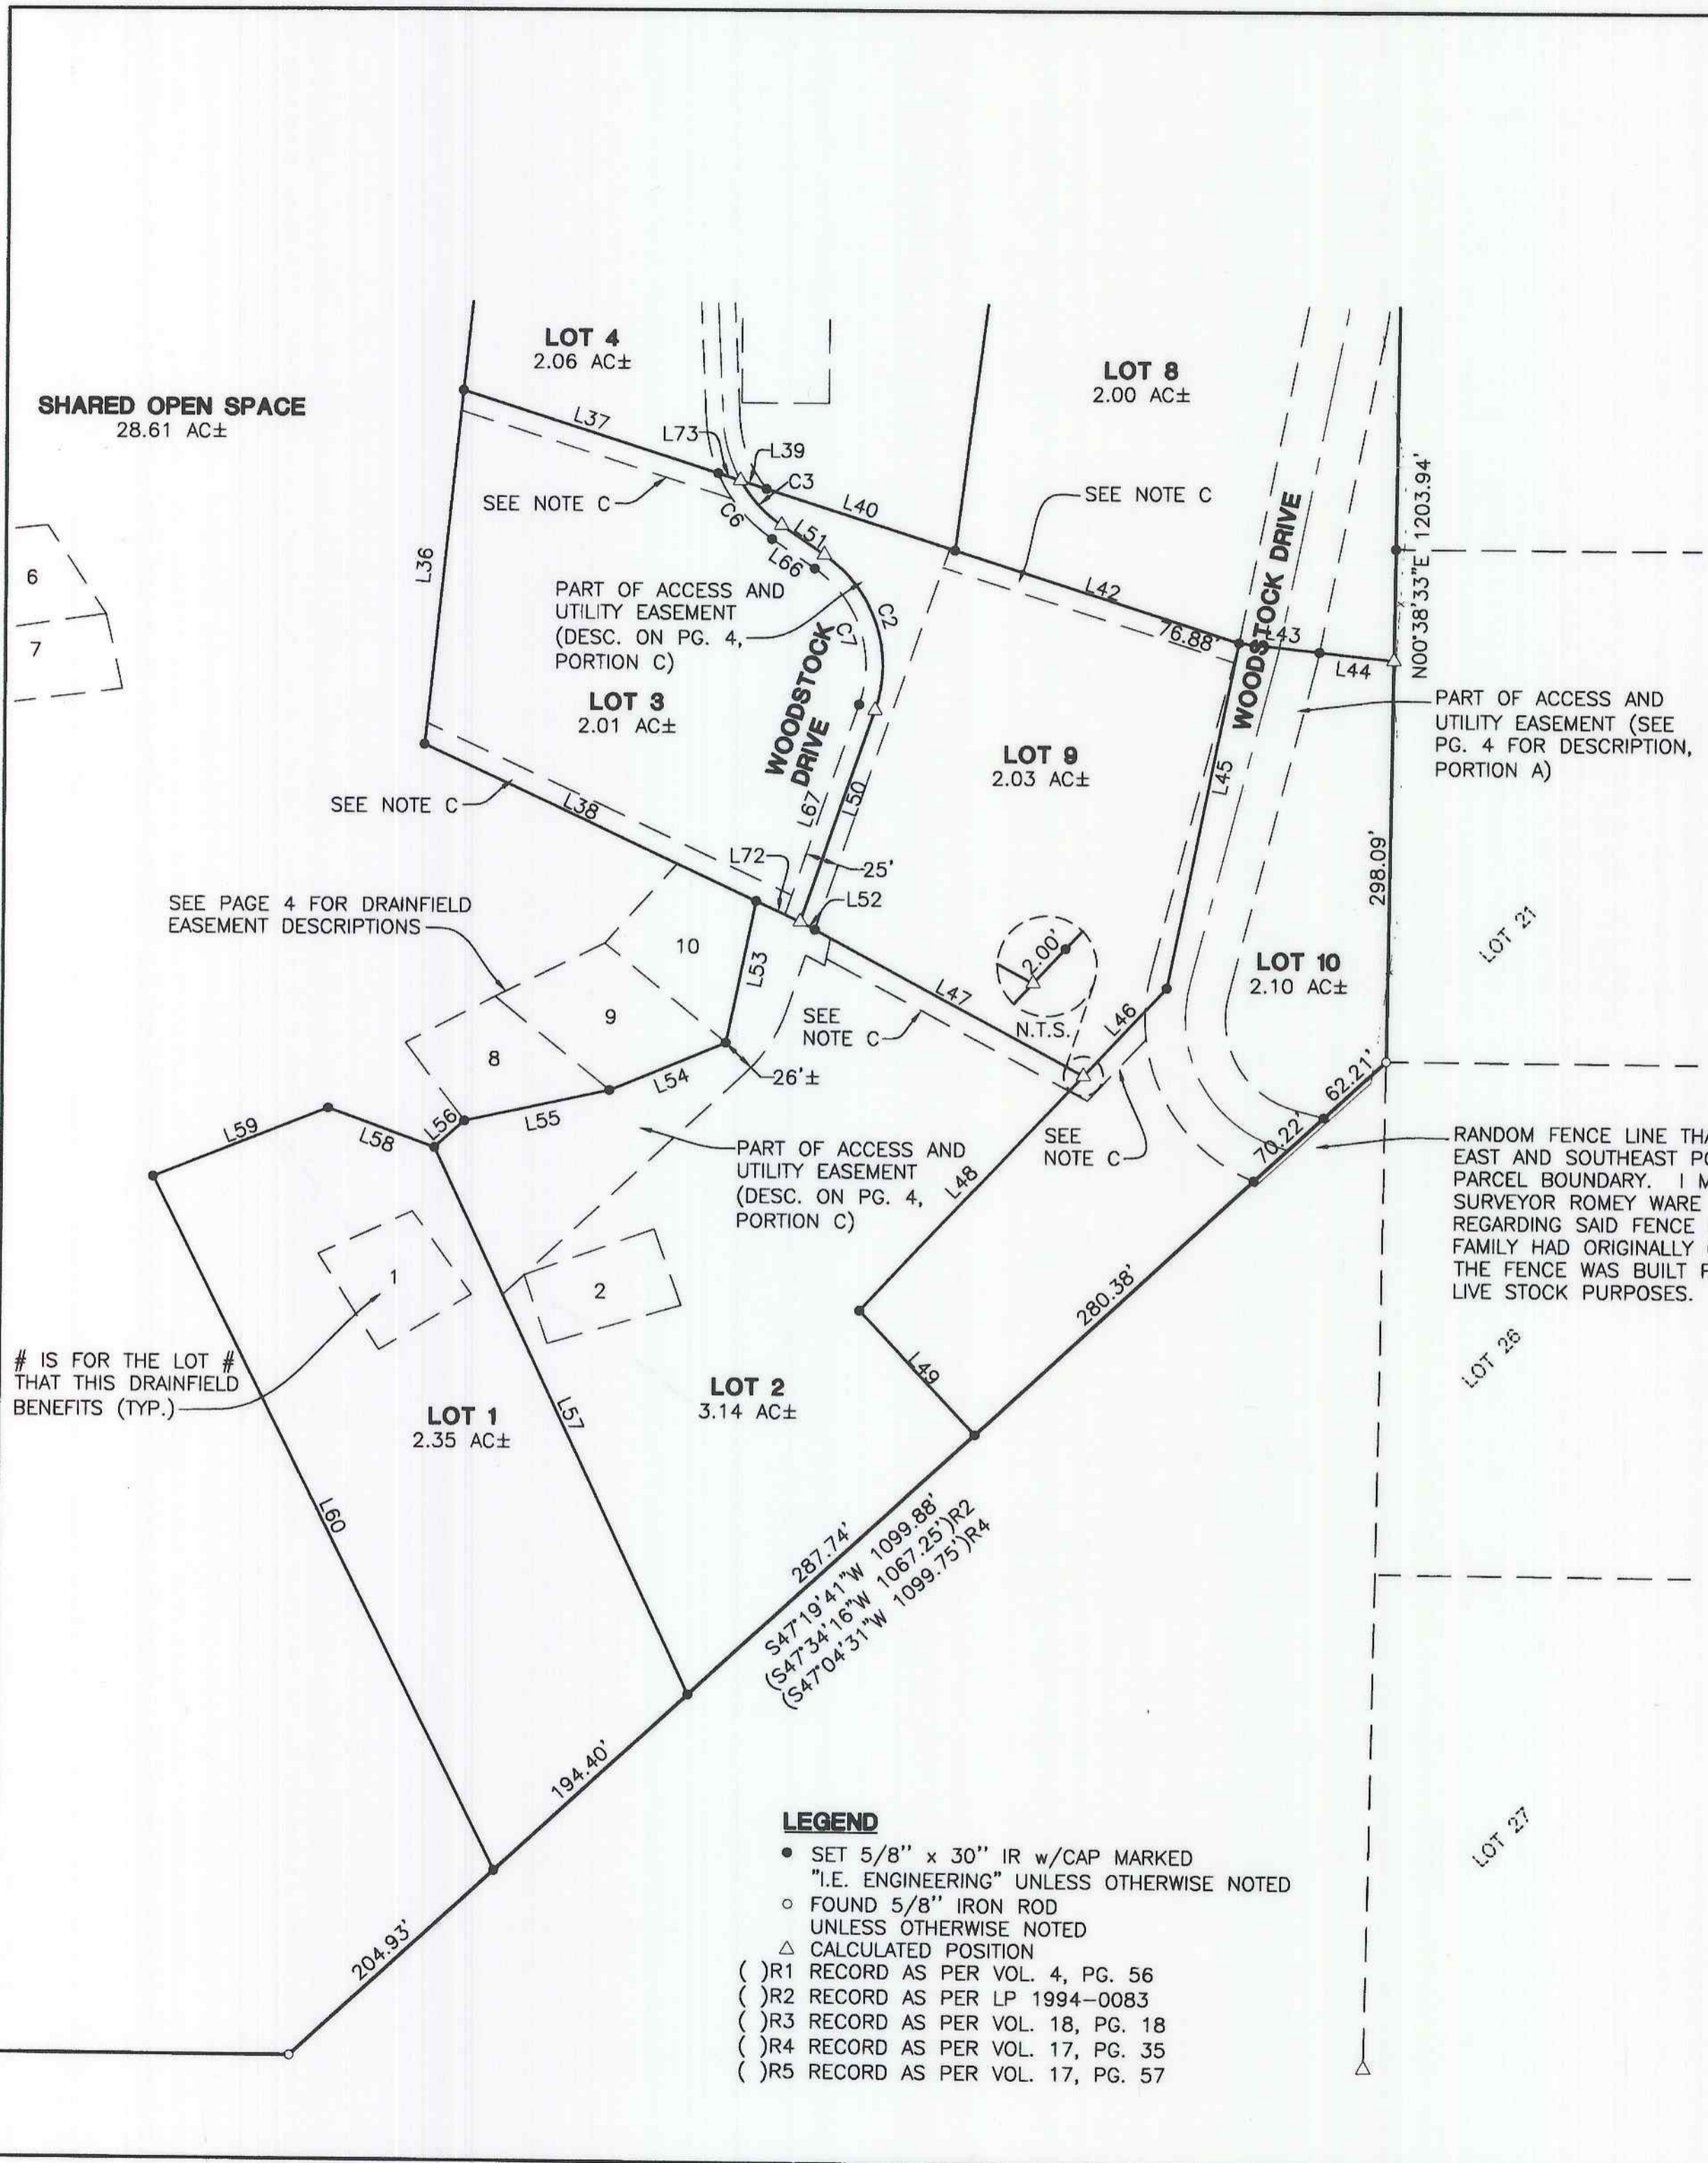 LOT 4
2.06 AC±
LOT 8
2.00 AC±
SHARED OPEN SPACE
28.61 AC±
L37
L73
L39
C3
SEE NOTE C
L40
SEE NOTE C
C6
L51
L66
L36
6
7
PART OF ACCESS AND
UTILITY EASEMENT
(DESC. ON PG. 4,
PORTION C)
C2
C7
L42
76.88'
L43
L44
N00°38'33"E 1203.94'
WOODSTOCK DRIVE
LOT 3
2.01 AC±
WOODSTOCK
DRIVE
PART OF ACCESS AND
UTILITY EASEMENT (SEE
PG. 4 FOR DESCRIPTION,
PORTION A)
LOT 9
2.03 AC±
L45
SEE NOTE C
L38
L67
L50
L72
25'
L52
298.09'
SEE PAGE 4 FOR DRAINFIELD
EASEMENT DESCRIPTIONS
10
L53
2.00'
LOT 21
LOT 10
2.10 AC±
9
8
SEE
NOTE C
L47
N.T.S.
L46
26'±
L54
L55
L56
L58
L59
62.21'
70.22'
PART OF ACCESS AND
UTILITY EASEMENT
(DESC. ON PG. 4,
PORTION C)
SEE
NOTE C
L48
RANDOM FENCE LINE
EAST AND SOUTHEAST
PARCEL BOUNDARY. I
SURVEYOR ROMEY WARE
REGARDING SAID FENCE
FAMILY HAD ORIGINALLY
THE FENCE WAS BUILT
LIVE STOCK PURPOSES.
1
2
280.38'
L49
LOT 26
# IS FOR THE LOT #
THAT THIS DRAINFIELD
BENEFITS (TYP.)
LOT 1
2.35 AC±
L57
LOT 2
3.14 AC±
L60
287.74'
S47°19'41"W 1099.88'
(S47°34'16"W 1067.25')R2
(S47°04'31"W 1099.75')R4
194.40'
LOT 27
204.93'
LEGEND
● SET 5/8" x 30" IR w/CAP MARKED
"I.E. ENGINEERING" UNLESS OTHERWISE NOTED
○ FOUND 5/8" IRON ROD
UNLESS OTHERWISE NOTED
△ CALCULATED POSITION
( )R1 RECORD AS PER VOL. 4, PG. 56
( )R2 RECORD AS PER LP 1994-0083
( )R3 RECORD AS PER VOL. 18, PG. 18
( )R4 RECORD AS PER VOL. 17, PG. 35
( )R5 RECORD AS PER VOL. 17, PG. 57